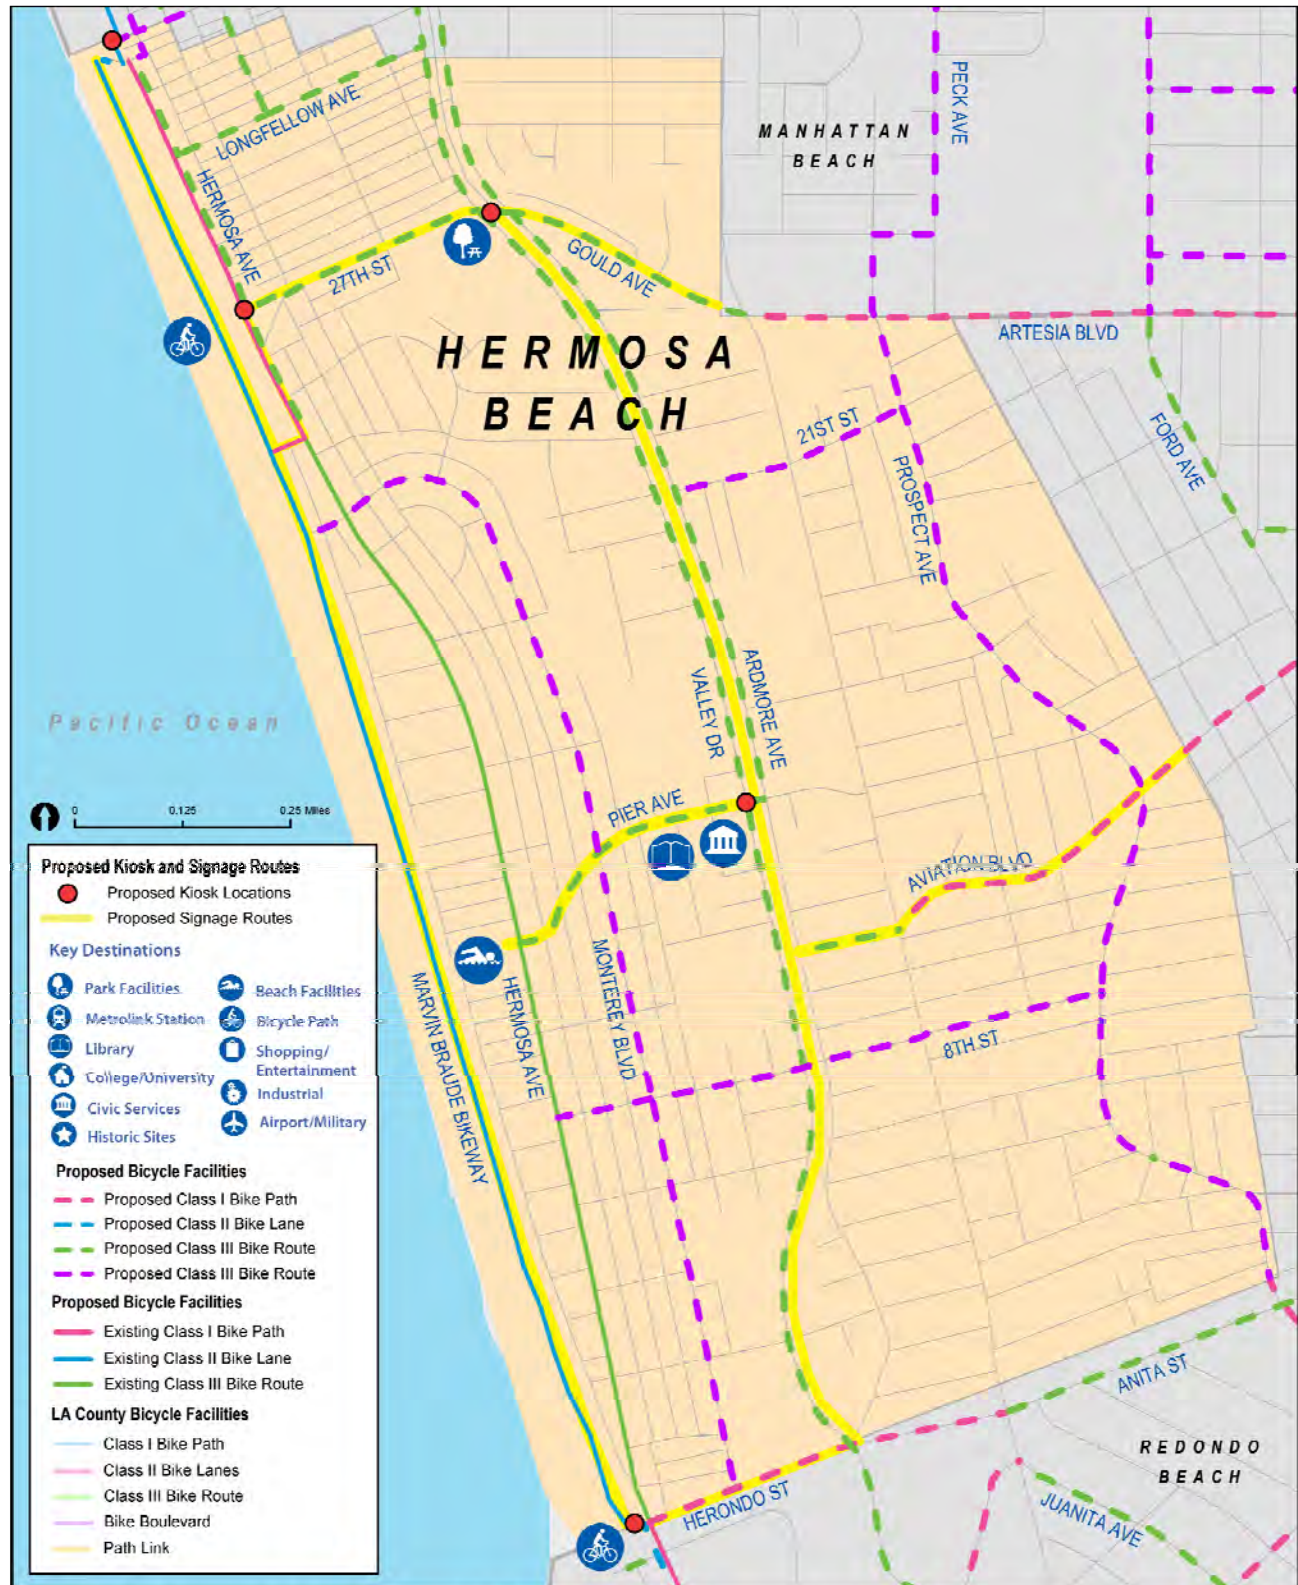 LONGFELLOW AVE
HERMOSA AVE
27TH ST
GOULD AVE
MANHATTAN
BEACH
PECK AVE
ARTESIA BLVD
FORD AVE
HERMOSA
BEACH
21ST ST
PROSPECT AVE
ARDMORE AVE
VALLEY DR
Pacific Ocean
PIER AVE
AVIATION BLVD
MONTEREY BLVD
HERMOSA AVE
MARVIN BRAUDE BIKEWAY
8TH ST
HERONDO ST
ANITA ST
JUANITA AVE
REDONDO
BEACH
0 0.125 0.25 Miles
Proposed Kiosk and Signage Routes
Proposed Kiosk Locations
Proposed Signage Routes
Key Destinations
Park Facilities
Metrolink Station
Library
College/University
Civic Services
Historic Sites
Beach Facilities
Bicycle Path
Shopping/
Entertainment
Industrial
Airport/Military
Proposed Bicycle Facilities
Proposed Class I Bike Path
Proposed Class II Bike Lane
Proposed Class III Bike Route
Proposed Class III Bike Route
Proposed Bicycle Facilities
Existing Class I Bike Path
Existing Class II Bike Lane
Existing Class III Bike Route
LA County Bicycle Facilities
Class I Bike Path
Class II Bike Lanes
Class III Bike Route
Bike Boulevard
Path Link